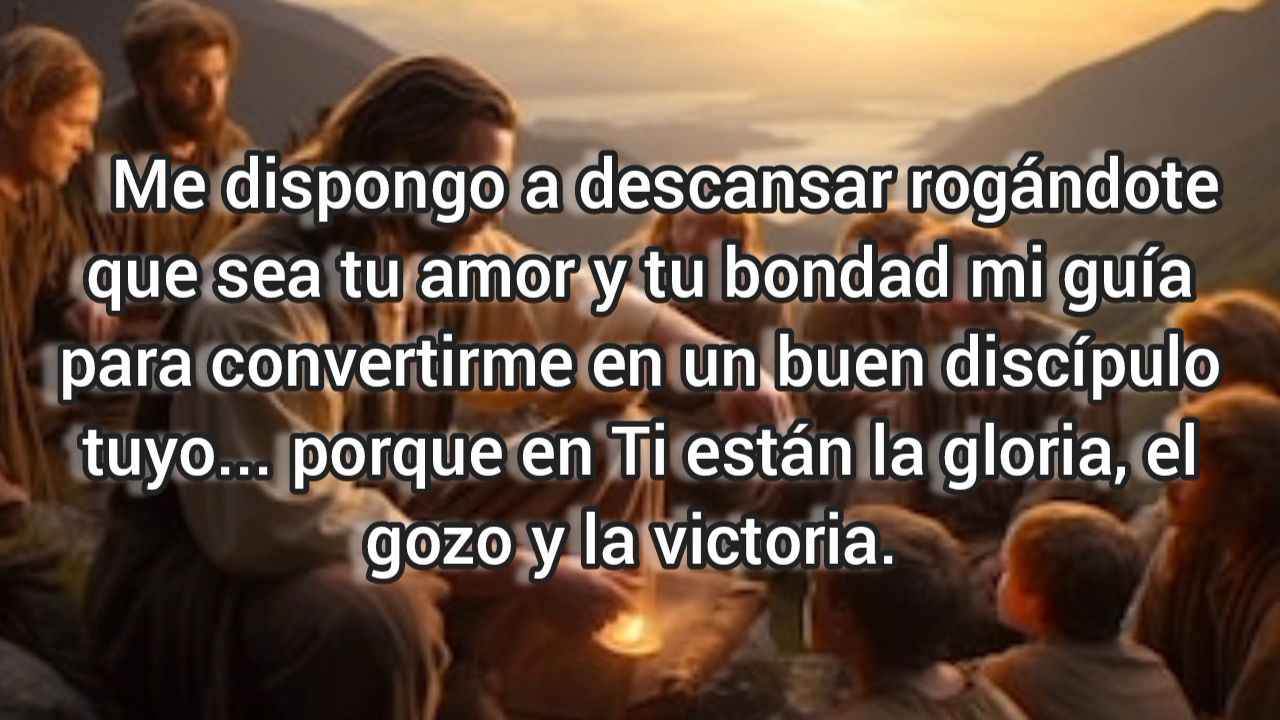 Me dispongo a descansar rogándote
que sea tu amor y tu bondad mi guía
para convertirme en un buen discípulo
tuyo... porque en Ti están la gloria, el
gozo y la victoria.